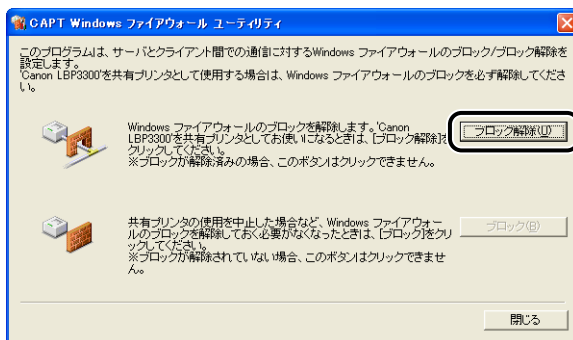 CAPT Windows ファイアウォール ユーティリティ
このプログラムは、サーバとクライアント間での通信に対するWindows ファイアウォールのブロック/ブロック解除を
設定します。
'Canon LBP3300'を共有プリンタとして使用する場合は、Windows ファイアウォールのブロックを必ず解除してくださ
い。
Windows ファイアウォールのブロックを解除します。'Canon
LBP3300'を共有プリンタとしてお使いになるときは、[ブロック解除]を
クリックしてください。
※ブロックが解除済みの場合、このボタンはクリックできません。
ブロック解除(U)
共有プリンタの使用を中止した場合など、Windows ファイアウォー
ルのブロックを解除しておく必要がなくなったときは、[ブロック]をクリ
ックしてください。
※ブロックが解除されていない場合、このボタンはクリックできませ
ん。
ブロック(B)
閉じる